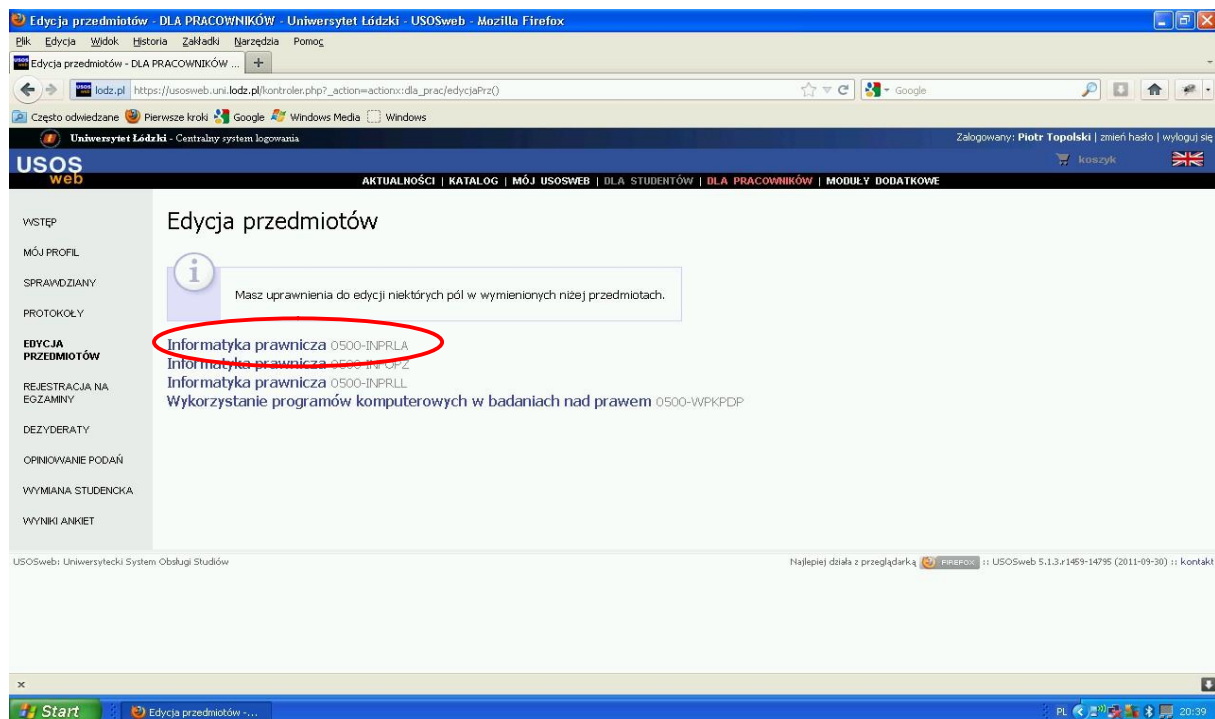 Edycja przedmiotów - DLA PRACOWNIKÓW - Uniwersytet Łódzki - USOSweb - Mozilla Firefox
Plik Edycja Widok Historia Zakładki Narzędzia Pomoc
Edycja przedmiotów - DLA PRACOWNIKÓW ... +
lodz.pl https://usosweb.uni.lodz.pl/kontroler.php?_action=actionx:dla_prac/edycjaPrz() Google
Często odwiedzane Pierwsze kroki Google Windows Media Windows
Uniwersytet Łódzki - Centralny system logowania Zalogowany: Piotr Topolski | zmień hasło | wyloguj się
USOS web koszyk
AKTUALNOŚCI | KATALOG | MÓJ USOSWEB | DLA STUDENTÓW | DLA PRACOWNIKÓW | MODUŁY DODATKOWE
WSTĘP
MÓJ PROFIL
SPRAWDZIANY
PROTOKOŁY
EDYCJA
PRZEDMIOTÓW
REJESTRACJA NA
EGZAMINY
DEZYDERATY
OPINIOWANIE PODAŃ
WYMIANA STUDENCKA
WYNIKI ANKIET
Edycja przedmiotów
i
Masz uprawnienia do edycji niektórych pól w wymienionych niżej przedmiotach.
Informatyka prawnicza 0500-INPRLA
Informatyka prawnicza 0500-INFOPZ
Informatyka prawnicza 0500-INPRLL
Wykorzystanie programów komputerowych w badaniach nad prawem 0500-WPKPDP
USOSweb: Uniwersytecki System Obsługi Studiów Najlepiej działa z przeglądarką FIREFOX :: USOSweb 5.1.3.r1459-14795 (2011-09-30) :: kontakt
x
Start Edycja przedmiotów -... PL 20:39